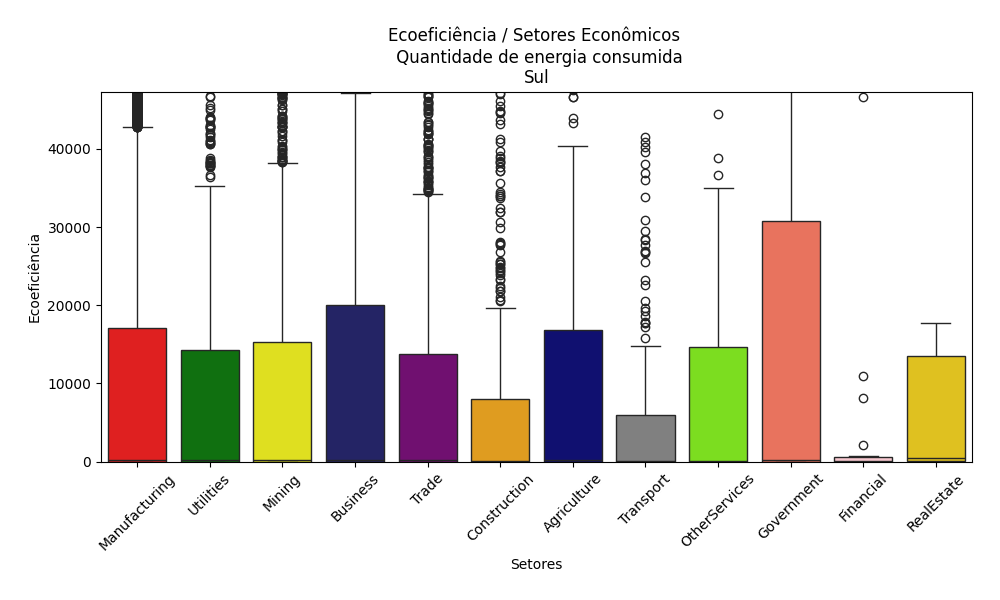 Ecoeficiência / Setores Econômicos
Quantidade de energia consumida
Sul
Ecoeficiência
40000
30000
20000
10000
0
Manufacturing
Utilities
Mining
Business
Trade
Construction
Agriculture
Transport
OtherServices
Government
Financial
RealEstate
Setores